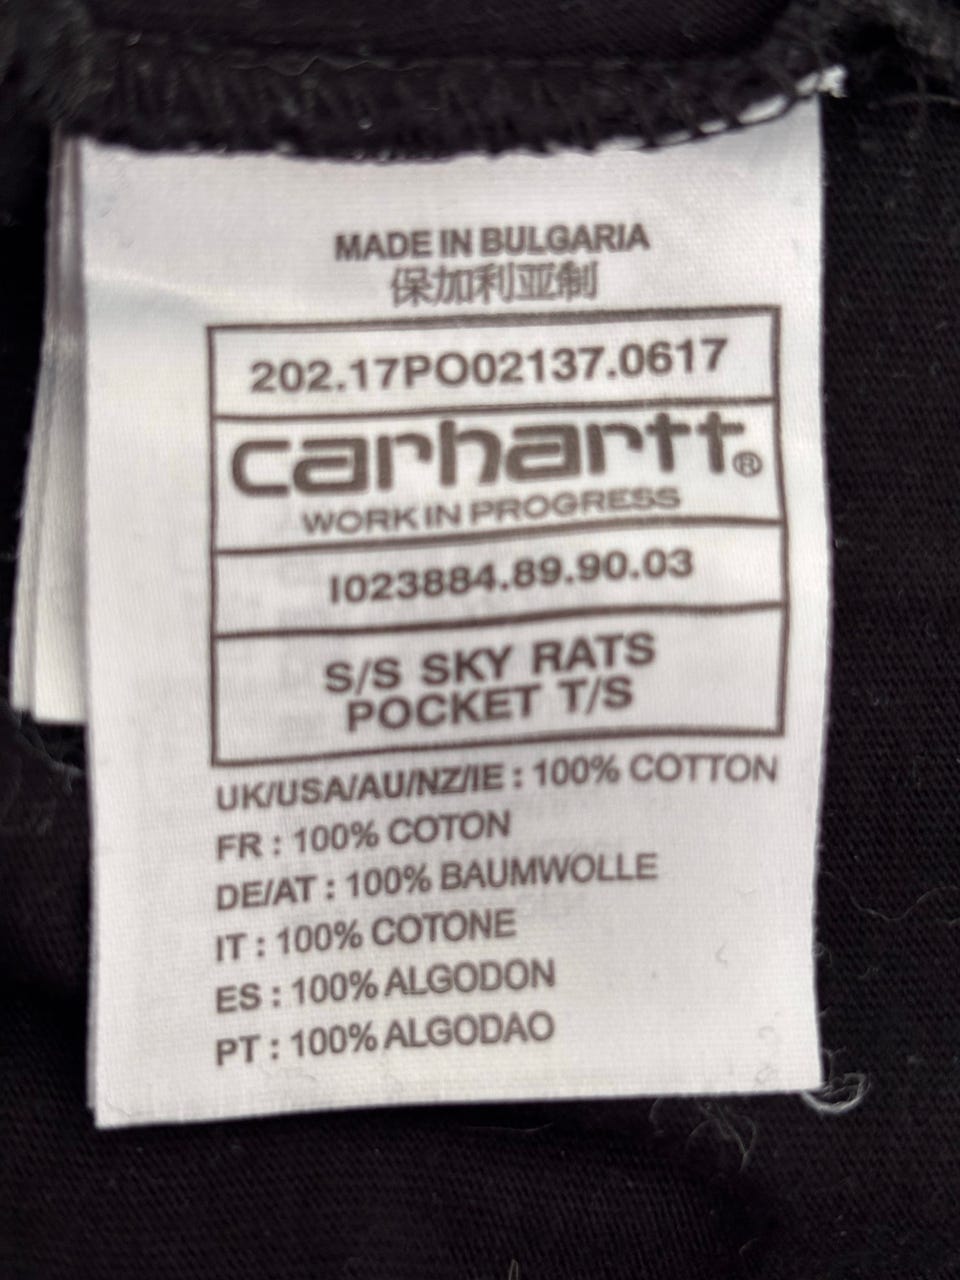 MADE IN BULGARIA
保加利亚制
202.17PO02137.0617
carhartt®
WORK IN PROGRESS
I023884.89.90.03
S/S SKY RATS
POCKET T/S
UK/USA/AU/NZ/IE : 100% COTTON
FR : 100% COTON
DE/AT : 100% BAUMWOLLE
IT : 100% COTONE
ES : 100% ALGODON
PT : 100% ALGODAO